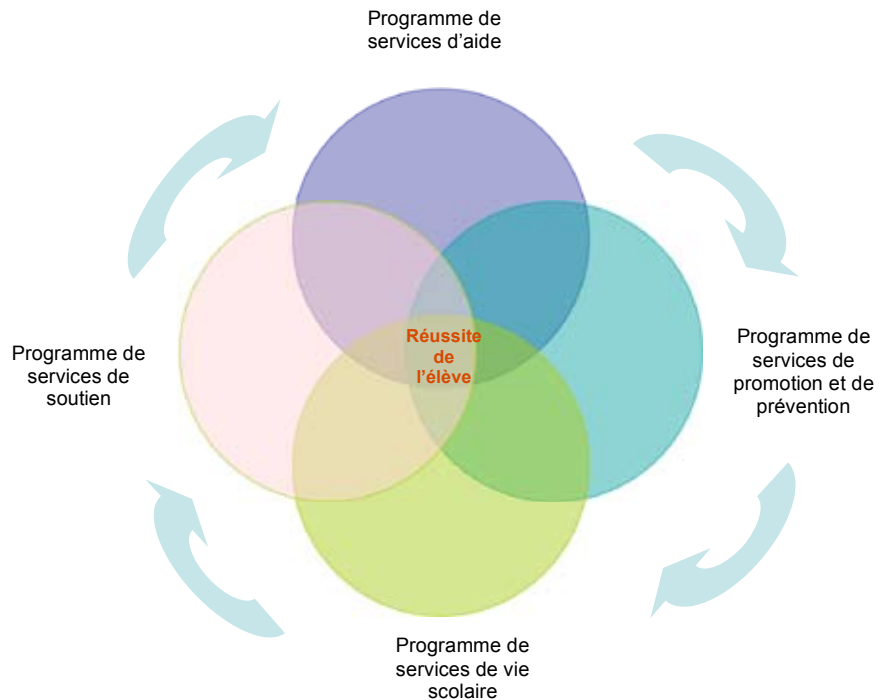 Programme de
services d'aide
Réussite
de
l'élève
Programme de
services de
soutien
Programme de
services de
promotion et de
prévention
Programme de
services de vie
scolaire